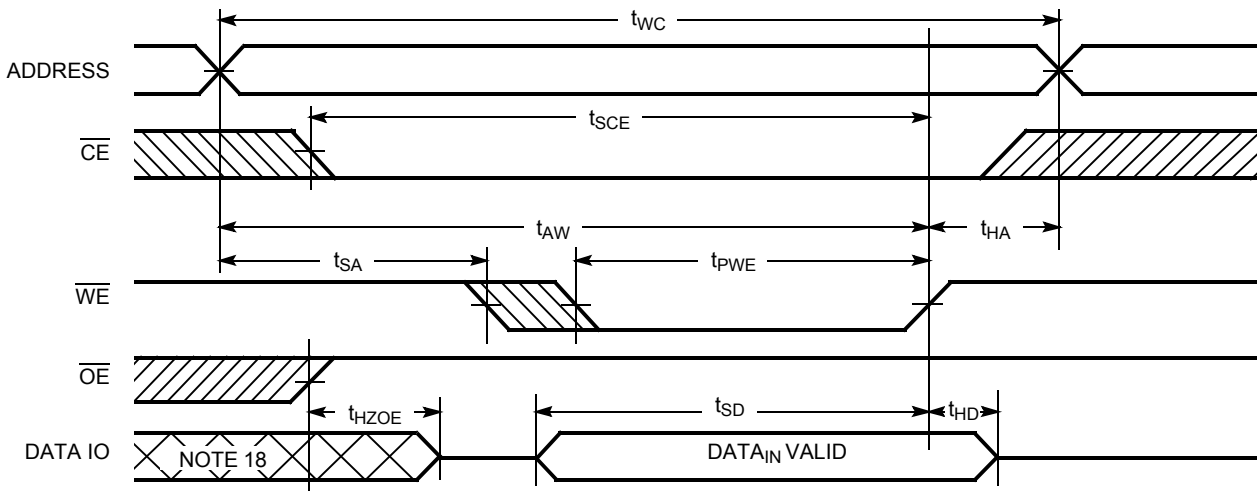 tWC
ADDRESS
tSCE
CE
tAW
tHA
tSA
tPWE
WE
OE
tHZOE
tSD
tHD
DATA IO
NOTE 18
DATAIN VALID